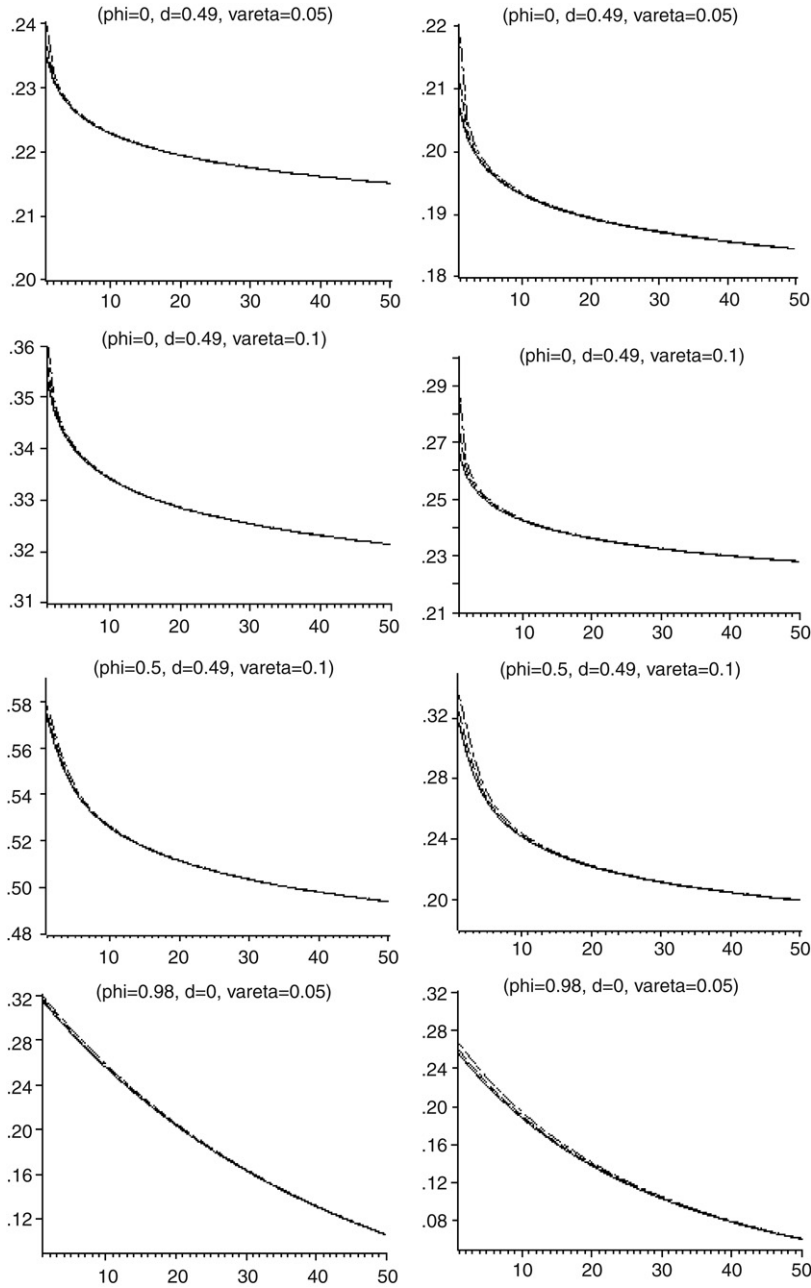 (phi=0, d=0.49, vareta=0.05)
.24
.23
.22
.21
.20
10 20 30 40 50
(phi=0, d=0.49, vareta=0.05)
.22
.21
.20
.19
.18
10 20 30 40 50
(phi=0, d=0.49, vareta=0.1)
.36
.35
.34
.33
.32
.31
10 20 30 40 50
(phi=0, d=0.49, vareta=0.1)
.29
.27
.25
.23
.21
10 20 30 40 50
(phi=0.5, d=0.49, vareta=0.1)
.58
.56
.54
.52
.50
.48
10 20 30 40 50
(phi=0.5, d=0.49, vareta=0.1)
.32
.28
.24
.20
10 20 30 40 50
(phi=0.98, d=0, vareta=0.05)
.32
.28
.24
.20
.16
.12
10 20 30 40 50
(phi=0.98, d=0, vareta=0.05)
.32
.28
.24
.20
.16
.12
.08
10 20 30 40 50